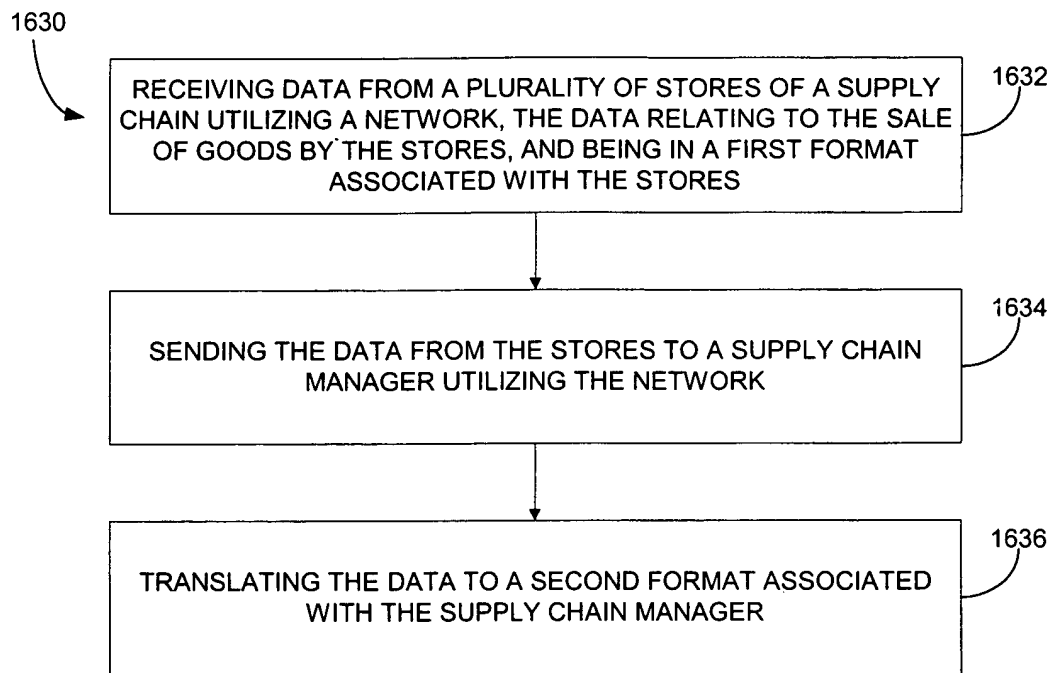 1630
1632
RECEIVING DATA FROM A PLURALITY OF STORES OF A SUPPLY
CHAIN UTILIZING A NETWORK, THE DATA RELATING TO THE SALE
OF GOODS BY THE STORES, AND BEING IN A FIRST FORMAT
ASSOCIATED WITH THE STORES
1634
SENDING THE DATA FROM THE STORES TO A SUPPLY CHAIN
MANAGER UTILIZING THE NETWORK
1636
TRANSLATING THE DATA TO A SECOND FORMAT ASSOCIATED
WITH THE SUPPLY CHAIN MANAGER